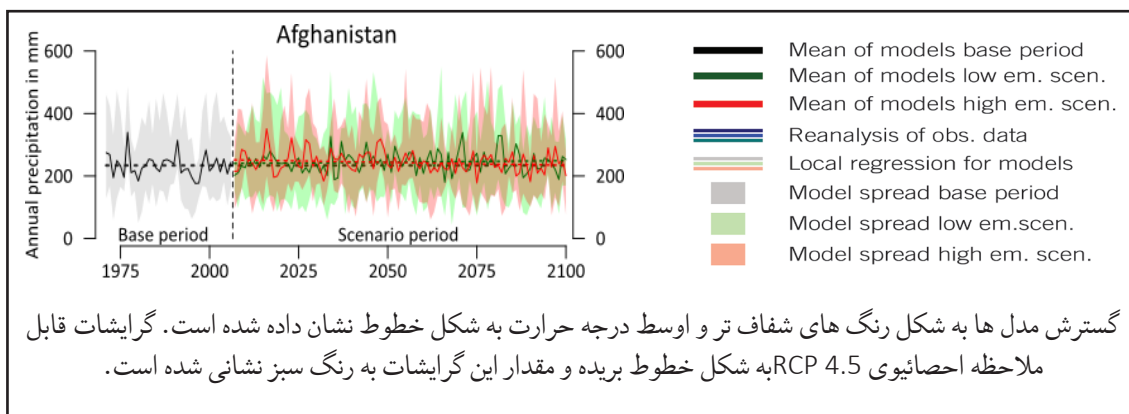 Afghanistan
Annual precipitation in mm
600
400
200
0
600
400
200
0
Base period
Scenario period
1975 2000 2025 2050 2075 2100
Mean of models base period
Mean of models low em. scen.
Mean of models high em. scen.
Reanalysis of obs. data
Local regression for models
Model spread base period
Model spread low em.scen.
Model spread high em. scen.
گسترش مدل ها به شکل رنگ های شفاف تر و اوسط درجه حرارت به شکل خطوط نشان داده شده است. گرایشات قابل
ملاحظه احصائیوی RCP 4.5به شکل خطوط بریده و مقدار این گرایشات به رنگ سبز نشانی شده است.